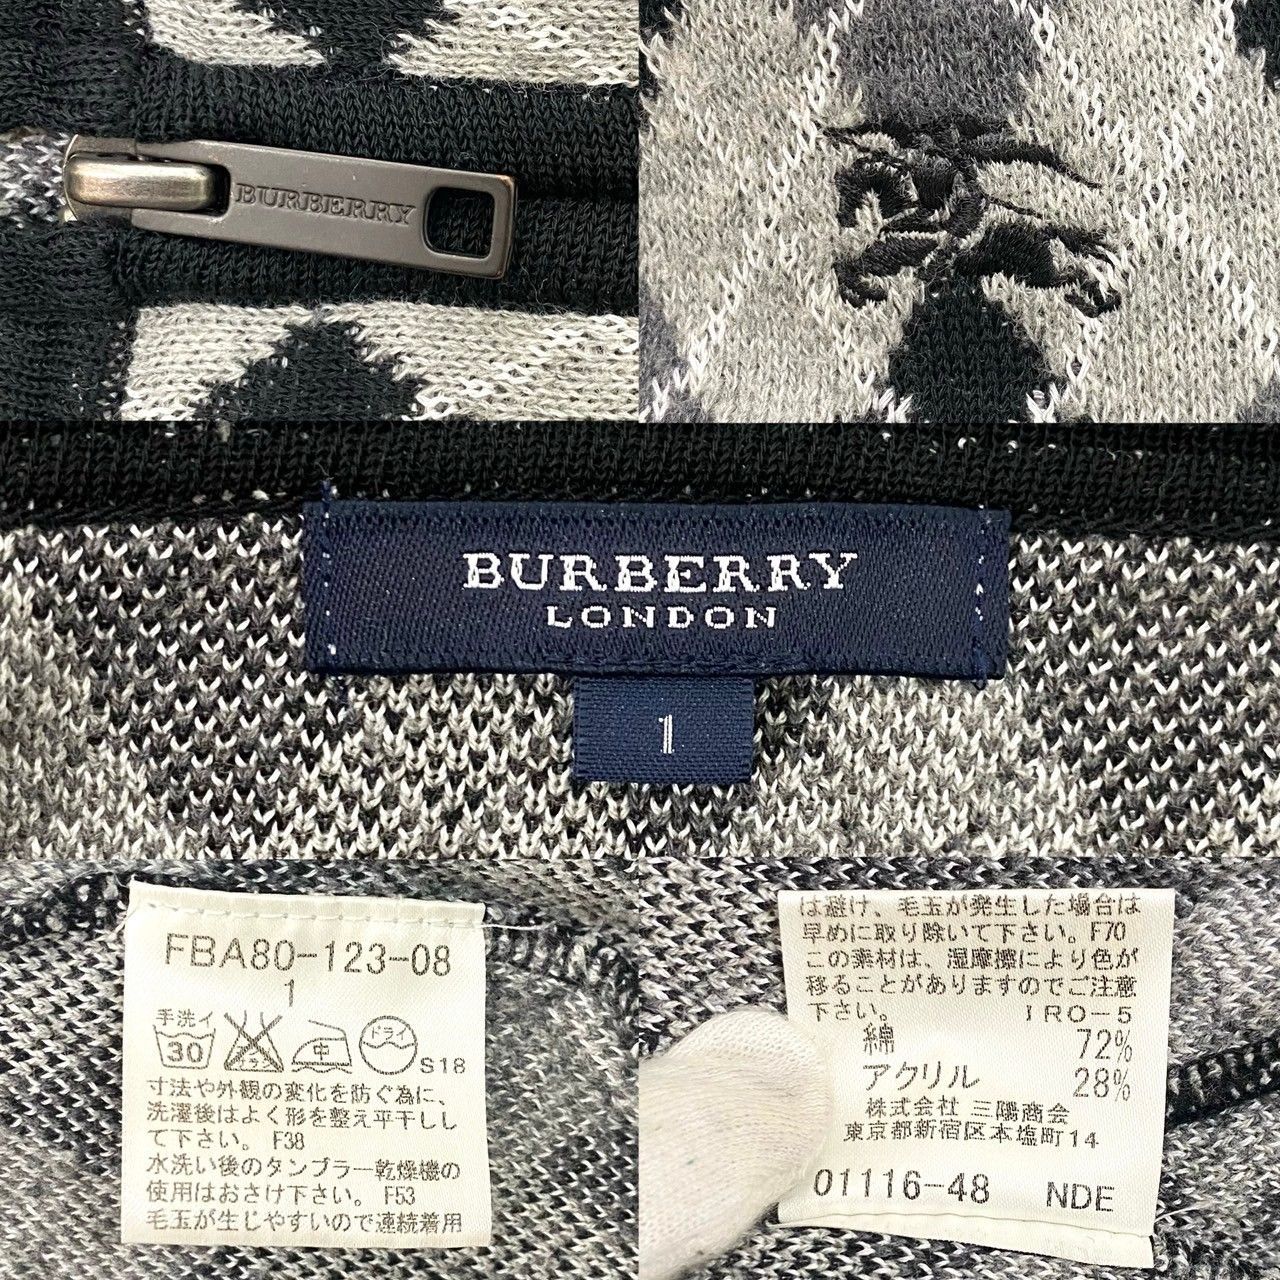 BURBERRY
BURBERRY
LONDON
1
FBA80-123-08
1
手洗イ
30
エンソ
サラシ
中
ドライ
S18
寸法や外観の変化を防ぐ為に、
洗濯後はよく形を整え平干しし
て下さい。 F38
水洗い後のタンブラー乾燥機の
使用はおさけ下さい。 F53
毛玉が生じやすいので連続着用
は避け、毛玉が発生した場合は
早めに取り除いて下さい。F70
この素材は、湿摩擦により色が
移ることがありますのでご注意
下さい。 IRO-5
綿 72%
アクリル 28%
株式会社 三陽商会
東京都新宿区本塩町14
01116-48 NDE